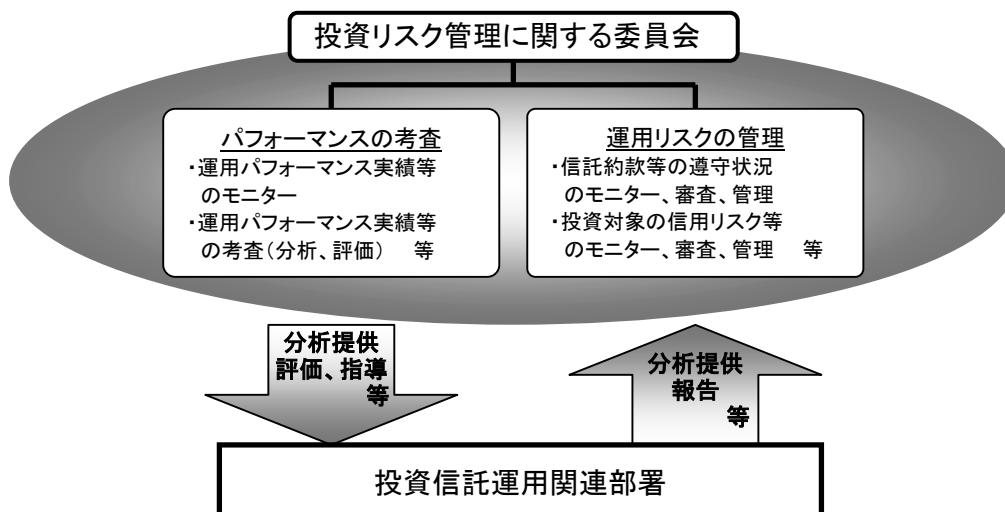 投資リスク管理に関する委員会
パフォーマンスの考査
・運用パフォーマンス実績等
のモニター
・運用パフォーマンス実績等
の考査(分析、評価) 等
運用リスクの管理
・信託約款等の遵守状況
のモニター、審査、管理
・投資対象の信用リスク等
のモニター、審査、管理 等
分析提供
評価、指導
等
分析提供
報告
等
投資信託運用関連部署